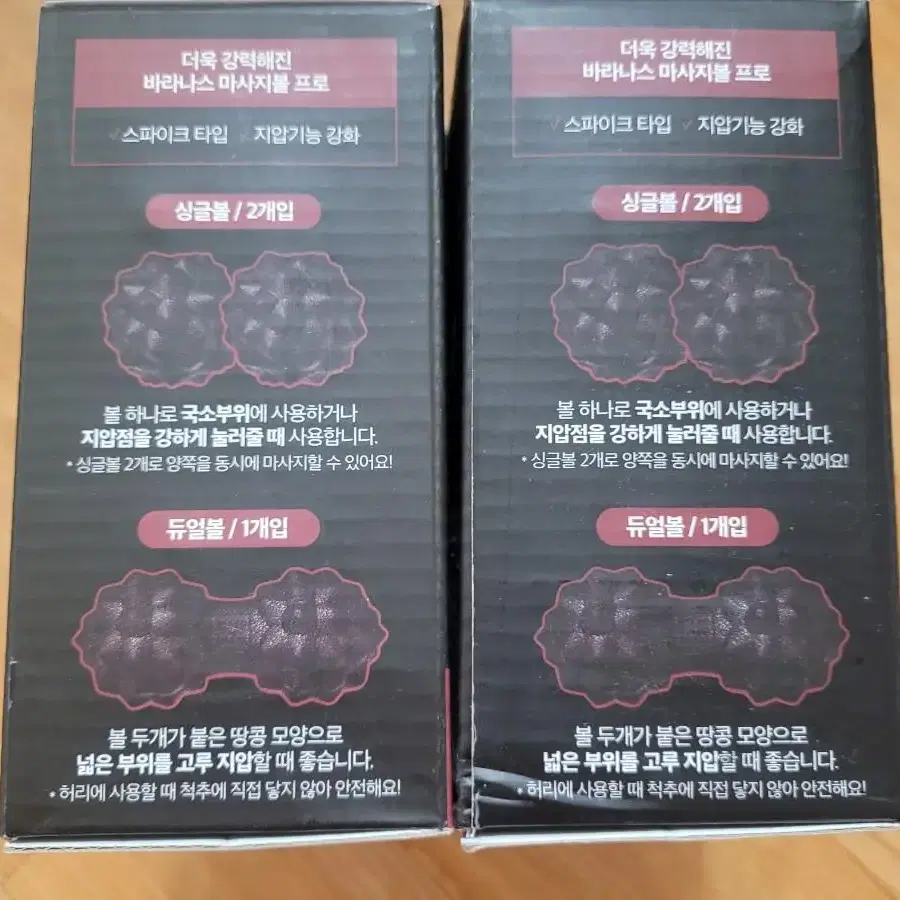 더욱 강력해진
바라나스 마사지볼 프로
✓스파이크 타입 ✓지압기능 강화
싱글볼 / 2개입
볼 하나로 국소부위에 사용하거나
지압점을 강하게 눌러줄 때 사용합니다.
* 싱글볼 2개로 양쪽을 동시에 마사지할 수 있어요!
듀얼볼 / 1개입
볼 두개가 붙은 땅콩 모양으로
넓은 부위를 고루 지압할 때 좋습니다.
* 허리에 사용할 때 척추에 직접 닿지 않아 안전해요!
더욱 강력해진
바라나스 마사지볼 프로
✓스파이크 타입 ✓지압기능 강화
싱글볼 / 2개입
볼 하나로 국소부위에 사용하거나
지압점을 강하게 눌러줄 때 사용합니다.
* 싱글볼 2개로 양쪽을 동시에 마사지할 수 있어요!
듀얼볼 / 1개입
볼 두개가 붙은 땅콩 모양으로
넓은 부위를 고루 지압할 때 좋습니다.
* 허리에 사용할 때 척추에 직접 닿지 않아 안전해요!